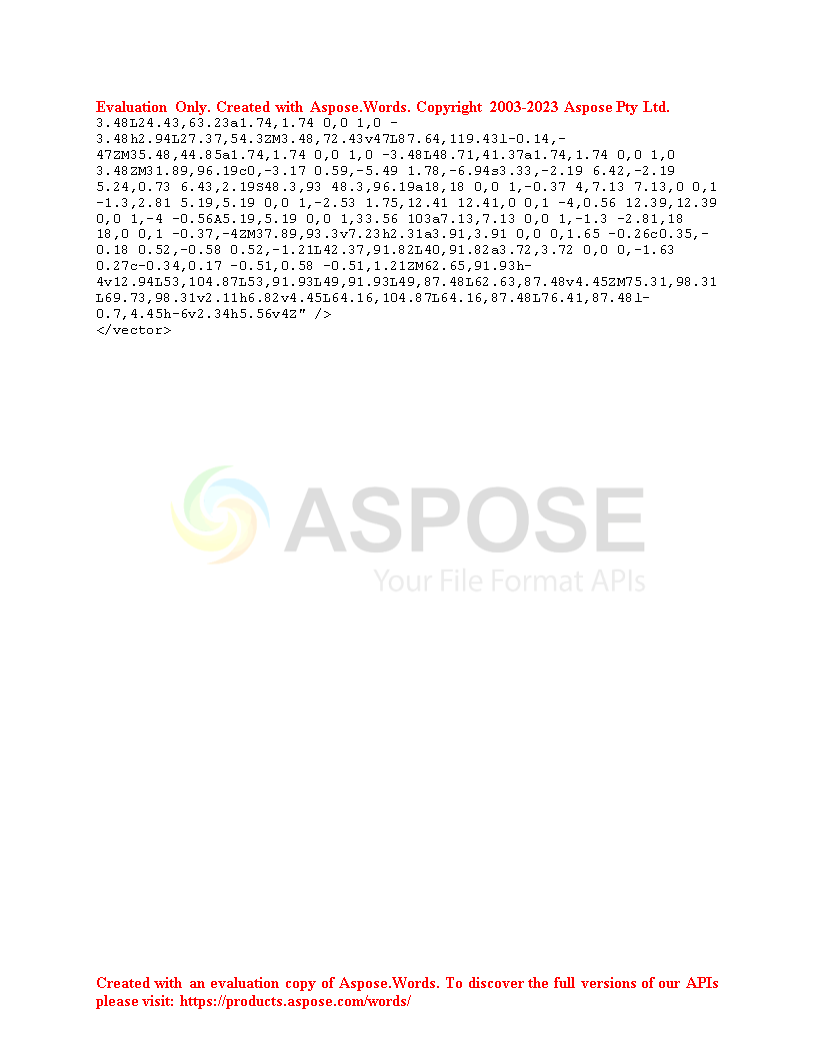 Evaluation Only. Created with Aspose.Words. Copyright 2003-2023 Aspose Pty Ltd.
3.48L24.43,63.23a1.74,1.74 0,0 1,0 -
3.48h2.94L27.37,54.3ZM3.48,72.43v47L87.64,119.43l-0.14,-
47ZM35.48,44.85a1.74,1.74 0,0 1,0 -3.48L48.71,41.37a1.74,1.74 0,0 1,0
3.48ZM31.89,96.19c0,-3.17 0.59,-5.49 1.78,-6.94s3.33,-2.19 6.42,-2.19
5.24,0.73 6.43,2.19S48.3,93 48.3,96.19a18,18 0,0 1,-0.37 4,7.13 7.13,0 0,1
-1.3,2.81 5.19,5.19 0,0 1,-2.53 1.75,12.41 12.41,0 0,1 -4,0.56 12.39,12.39
0,0 1,-4 -0.56A5.19,5.19 0,0 1,33.56 103a7.13,7.13 0,0 1,-1.3 -2.81,18
18,0 0,1 -0.37,-4ZM37.89,93.3v7.23h2.31a3.91,3.91 0,0 0,1.65 -0.26c0.35,-
0.18 0.52,-0.58 0.52,-1.21L42.37,91.82L40,91.82a3.72,3.72 0,0 0,-1.63
0.27c-0.34,0.17 -0.51,0.58 -0.51,1.21ZM62.65,91.93h-
4v12.94L53,104.87L53,91.93L49,91.93L49,87.48L62.63,87.48v4.45ZM75.31,98.31
L69.73,98.31v2.11h6.82v4.45L64.16,104.87L64.16,87.48L76.41,87.48l-
0.7,4.45h-6v2.34h5.56v4Z" />
</vector>
ASPOSE
Your File Format APIs
Created with an evaluation copy of Aspose.Words. To discover the full versions of our APIs
please visit: https://products.aspose.com/words/